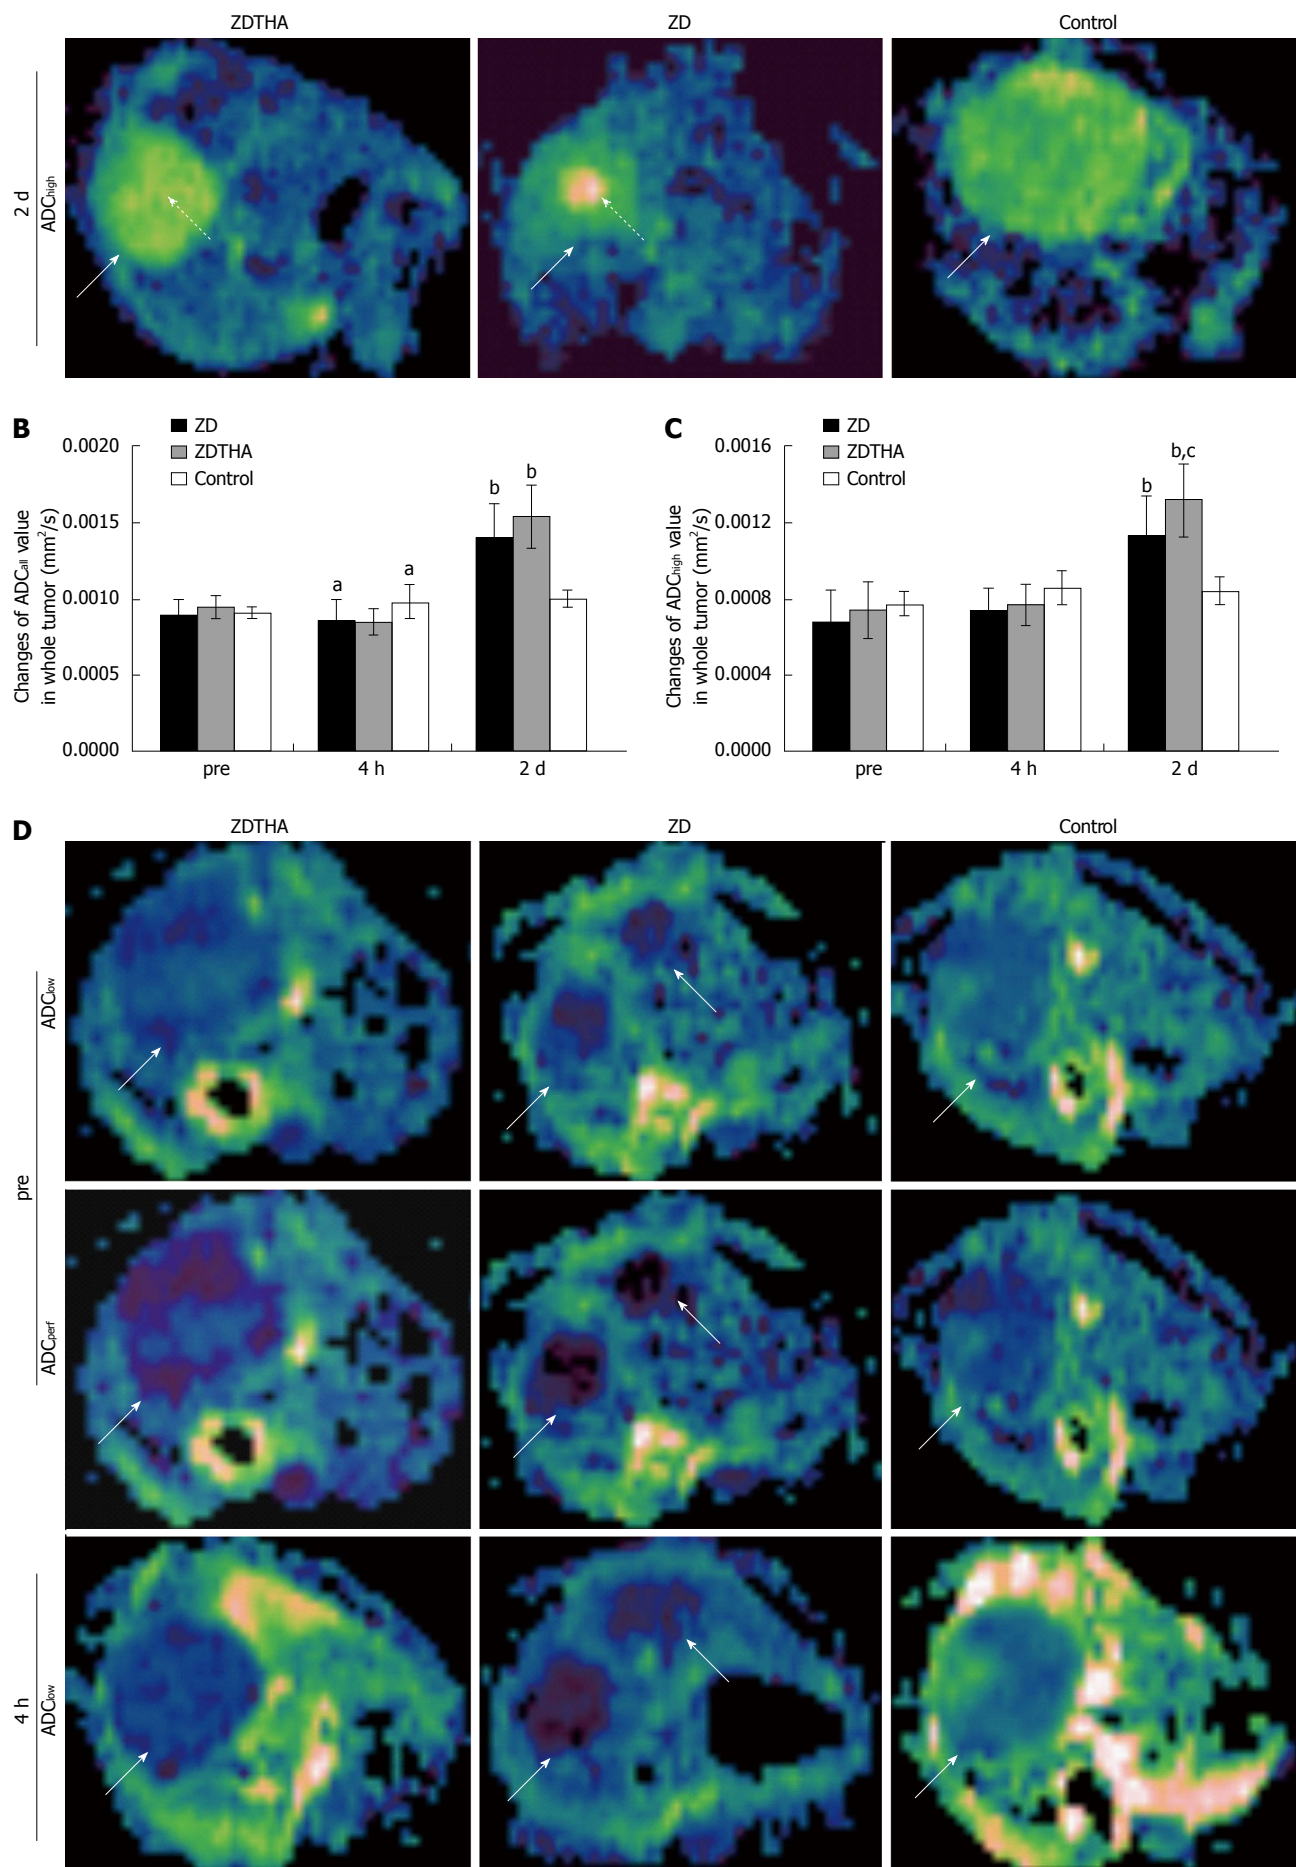 ZDTHA ZD Control
2 d
ADChigh
B
ZD
ZDTHA
Control
Changes of ADCall value
in whole tumor (mm²/s)
0.0020
0.0015
0.0010
0.0005
0.0000
a
a
b
b
pre 4 h 2 d
C
ZD
ZDTHA
Control
Changes of ADChigh value
in whole tumor (mm²/s)
0.0016
0.0012
0.0008
0.0004
0.0000
b
b,c
pre 4 h 2 d
D
ZDTHA ZD Control
pre
ADClow
ADCperf
4 h
ADClow